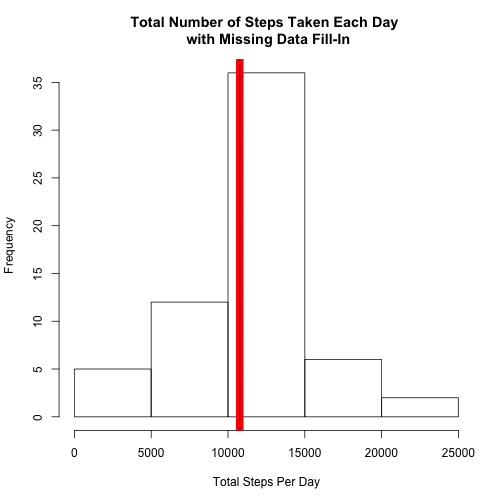 Total Number of Steps Taken Each Day
with Missing Data Fill-In
Frequency
35
30
25
20
15
10
5
0
0 5000 10000 15000 20000 25000
Total Steps Per Day